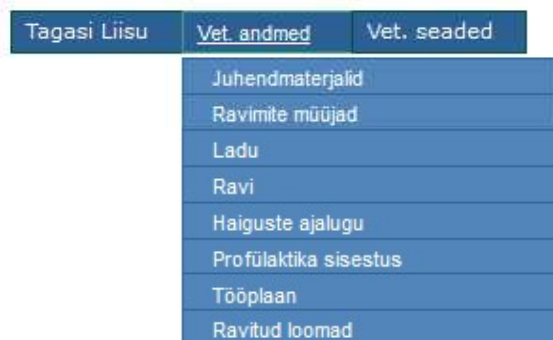 Tagasi Liisu Vet. andmed Vet. seaded
Juhendmaterjalid
Ravimite müüjad
Ladu
Ravi
Haiguste ajalugu
Profülaktika sisestus
Tööplaan
Ravitud loomad